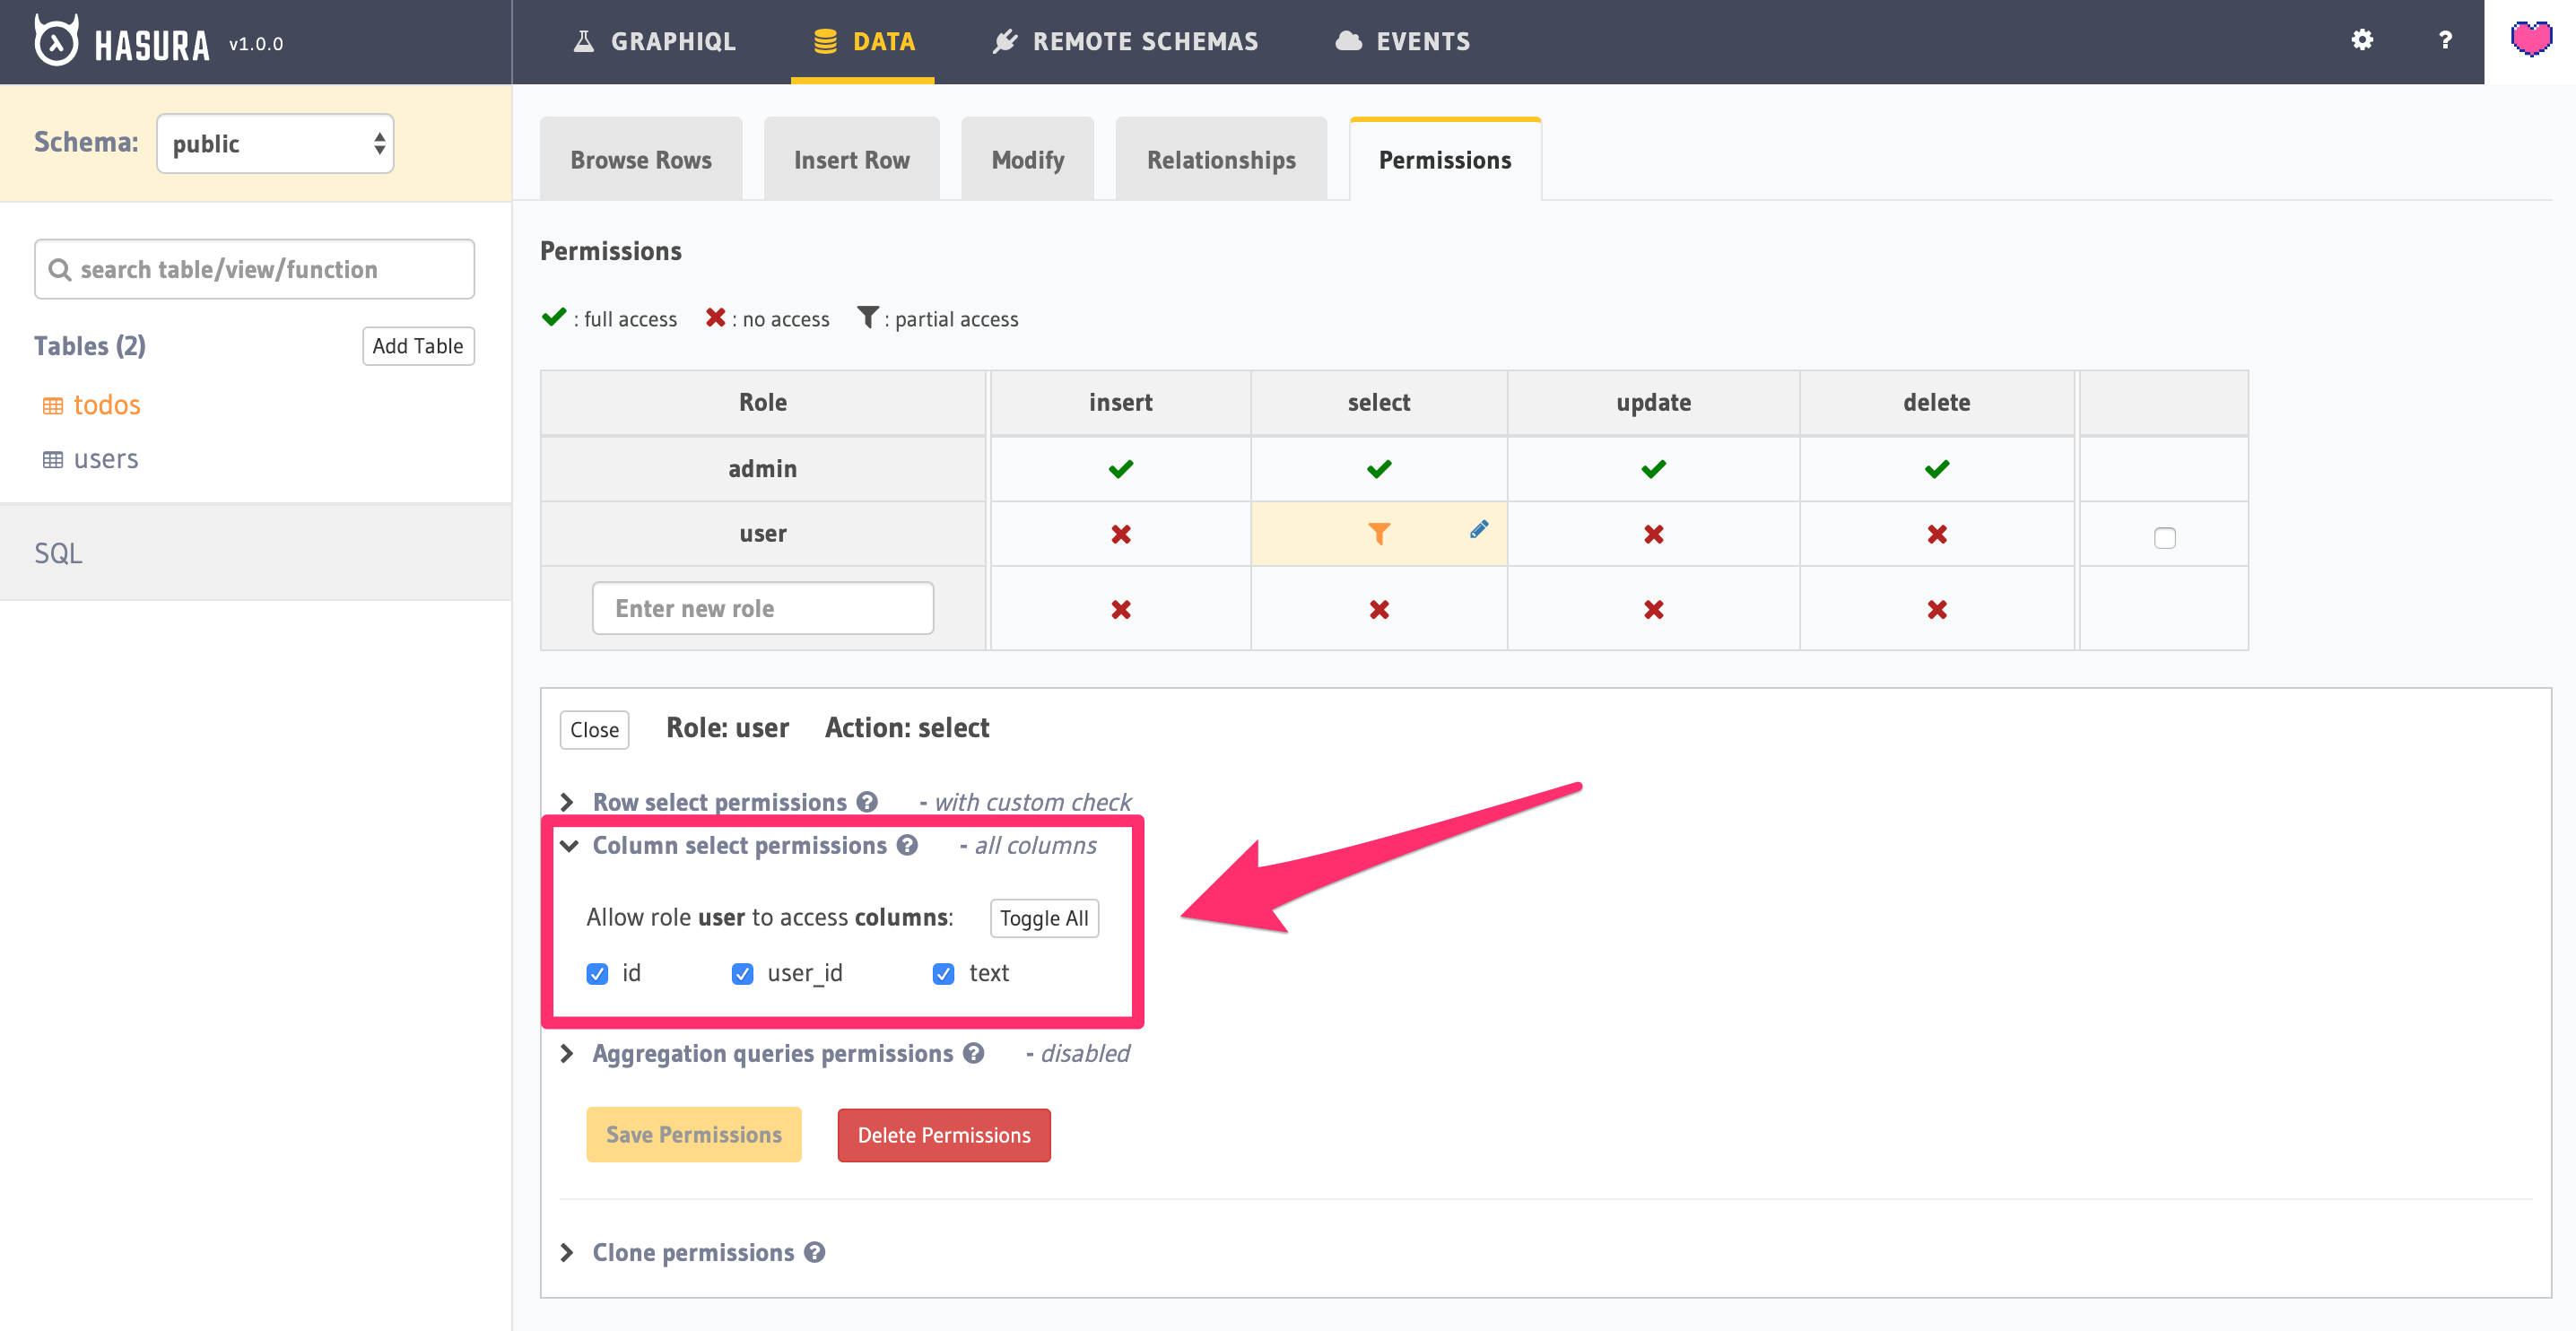 HASURA v1.0.0
GRAPHIQL
DATA
REMOTE SCHEMAS
EVENTS
?
Schema: public
search table/view/function
Tables (2)
Add Table
todos
users
SQL
Browse Rows
Insert Row
Modify
Relationships
Permissions
Permissions
: full access : no access : partial access
Role insert select update delete
admin
user
Enter new role
Close Role: user Action: select
Row select permissions ? - with custom check
Column select permissions ? - all columns
Allow role user to access columns: Toggle All
id user_id text
Aggregation queries permissions ? - disabled
Save Permissions Delete Permissions
Clone permissions ?